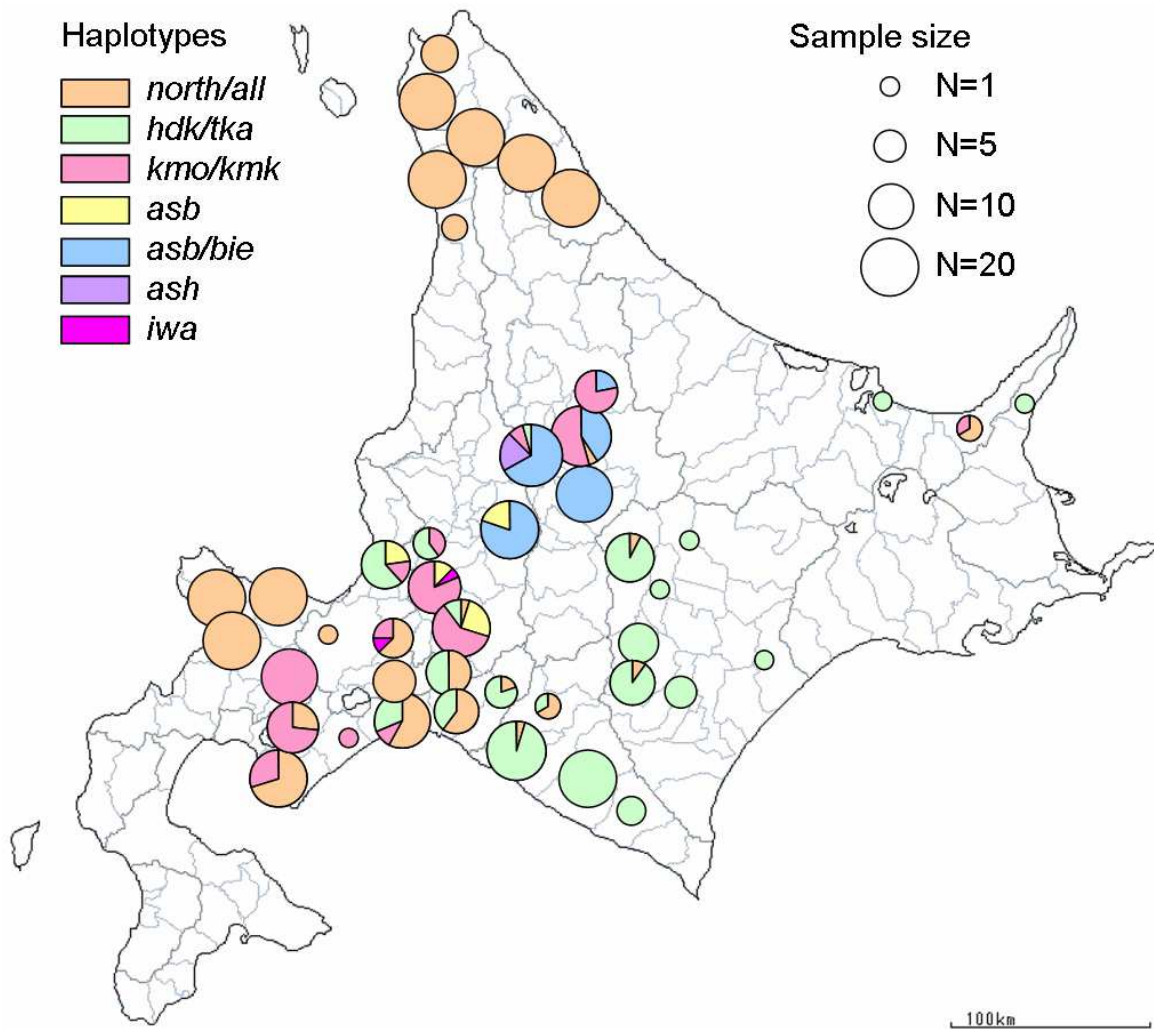 Haplotypes
north/all
hdk/tka
kmo/kmk
asb
asb/bie
ash
iwa
Sample size
N=1
N=5
N=10
N=20
100km